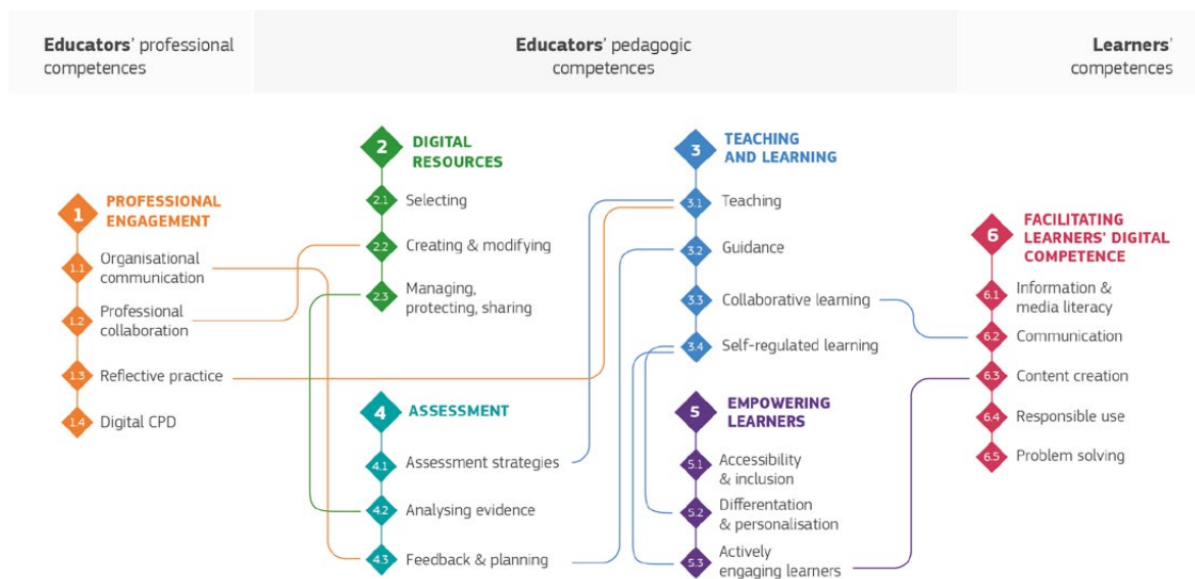 Educators' professional
competences
Educators' pedagogic
competences
Learners'
competences
1
PROFESSIONAL
ENGAGEMENT
1.1
Organisational
communication
1.2
Professional
collaboration
1.3
Reflective practice
1.4
Digital CPD
2
DIGITAL
RESOURCES
2.1
Selecting
2.2
Creating & modifying
2.3
Managing,
protecting, sharing
4
ASSESSMENT
4.1
Assessment strategies
4.2
Analysing evidence
4.3
Feedback & planning
3
TEACHING
AND LEARNING
3.1
Teaching
3.2
Guidance
3.3
Collaborative learning
3.4
Self-regulated learning
5
EMPOWERING
LEARNERS
5.1
Accessibility
& inclusion
5.2
Differentation
& personalisation
5.3
Actively
engaging learners
6
FACILITATING
LEARNERS' DIGITAL
COMPETENCE
6.1
Information &
media literacy
6.2
Communication
6.3
Content creation
6.4
Responsible use
6.5
Problem solving